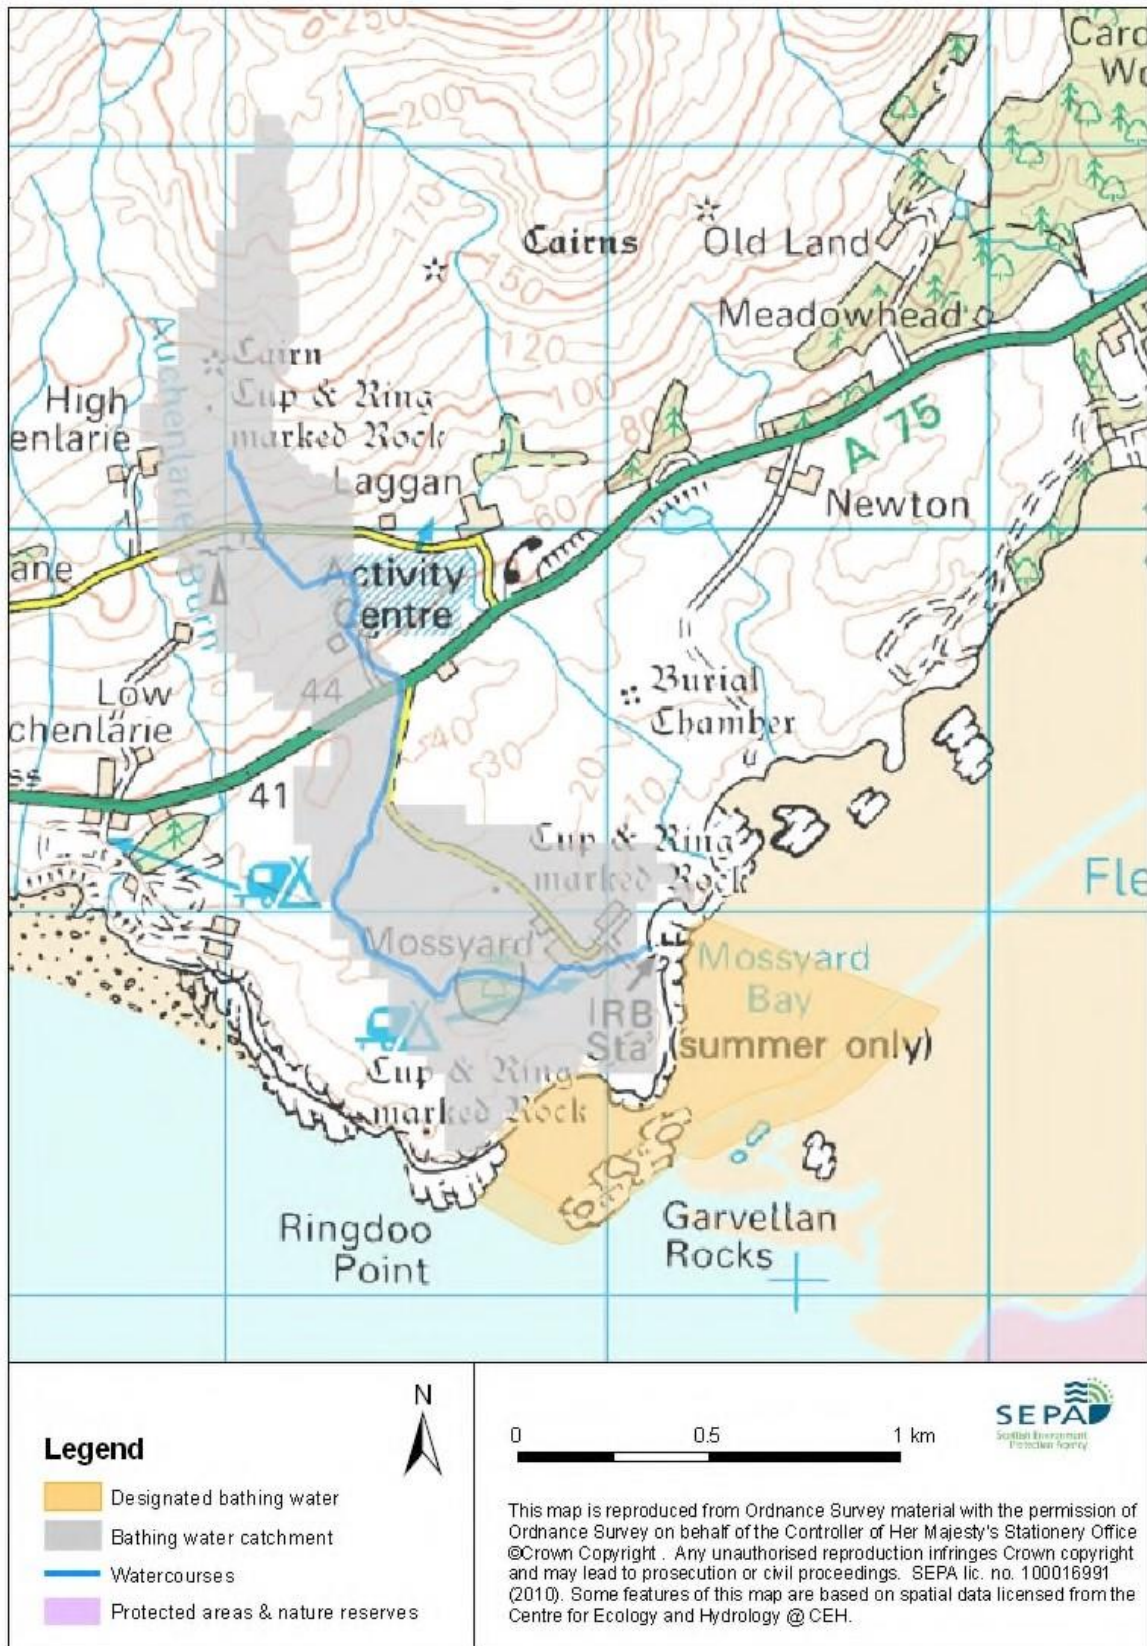 Card
Wo
200
170
Cairns
Old Land
150
Meadowhead
120
Auchenlarie Burn
Cairn
Cup & Ring
marked Rock
High
enlarie
100
80
A 75
Laggan
60
Newton
ane
Activity
Centre
44
Low
chenlarie
Burial
Chamber
40
30
20
10
ss
41
Cup & Ring
marked Rock
Fle
Mossyard
Mossyard
Bay
IRB
Sta (summer only)
Cup & Ring
marked Rock
Ringdoo
Point
Garvellan
Rocks
N
Legend
Designated bathing water
Bathing water catchment
Watercourses
Protected areas & nature reserves
0 0.5 1 km
SEPA
Scottish Environment
Protection Agency
This map is reproduced from Ordnance Survey material with the permission of
Ordnance Survey on behalf of the Controller of Her Majesty's Stationery Office
©Crown Copyright . Any unauthorised reproduction infringes Crown copyright
and may lead to prosecution or civil proceedings. SEPA lic. no. 100016991
(2010). Some features of this map are based on spatial data licensed from the
Centre for Ecology and Hydrology @ CEH.